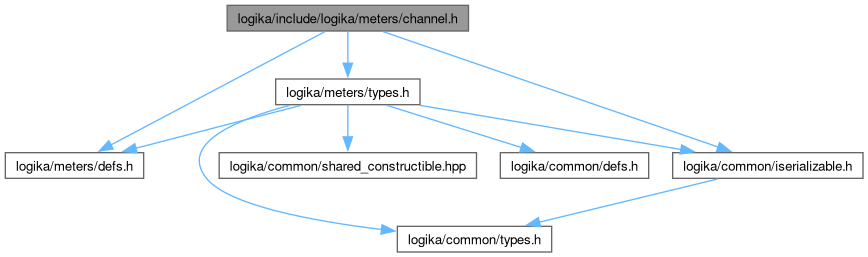 logika/include/logika/meters/channel.h
logika/meters/types.h
logika/meters/defs.h
logika/common/shared_constructible.hpp
logika/common/defs.h
logika/common/iserializable.h
logika/common/types.h